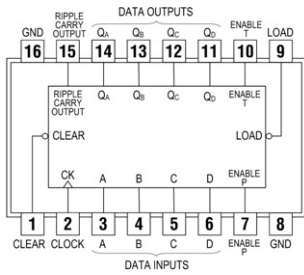 DATA OUTPUTS
GND RIPPLE CARRY OUTPUT QA QB QC QD ENABLE T LOAD
16 15 14 13 12 11 10 9
RIPPLE CARRY OUTPUT QA QB QC QD ENABLE T
CLEAR LOAD
CK A B C D ENABLE P
1 2 3 4 5 6 7 8
CLEAR CLOCK A B C D ENABLE P GND
DATA INPUTS